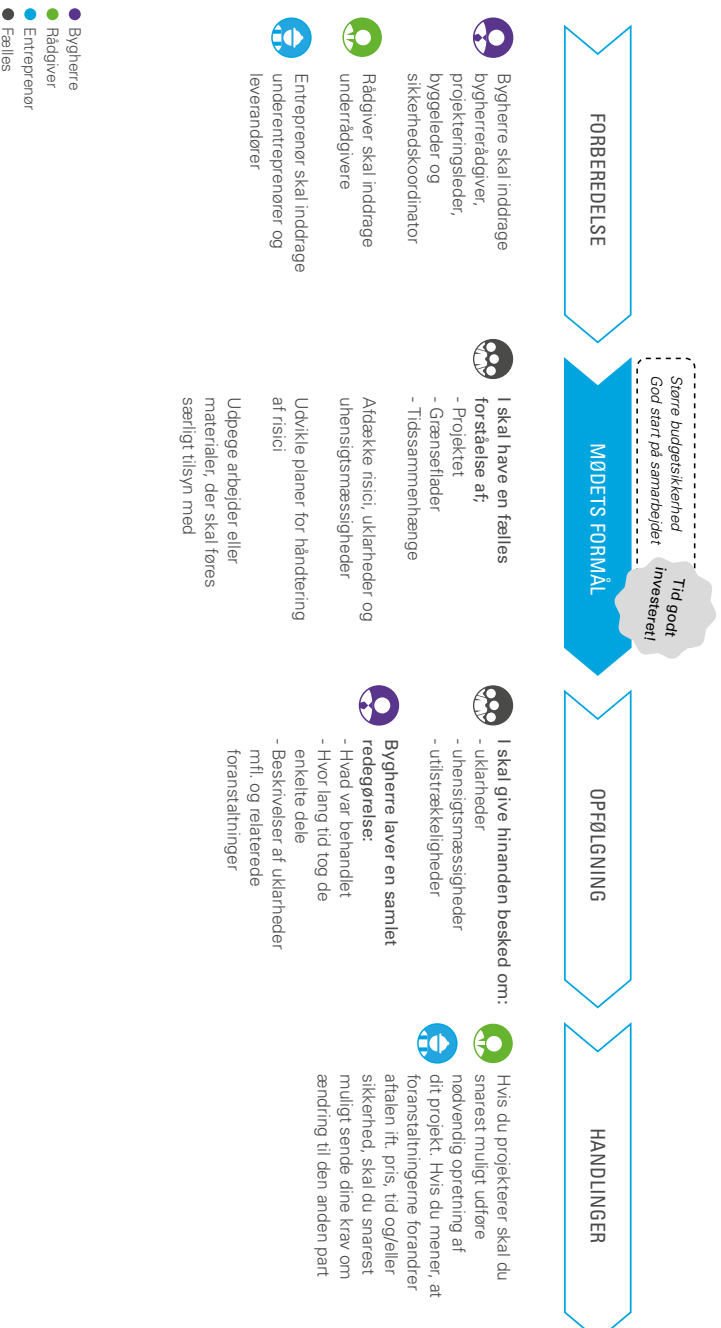 Større budgetsikkerhed
God start på samarbejdet
Tid godt
investeret!
FORBEREDELSE
Bygherre skal inddrage
bygherrerådgiver,
projekteringsleder,
byggeleder og
sikkerhedskoordinator
Rådgiver skal inddrage
underrådgivere
Entreprenør skal inddrage
underentreprenører og
leverandører
MØDETS FORMÅL
I skal have en fælles
forståelse af;
- Projektet
- Grænseflader
- Tidssammenhænge
Afdække risici, uklarheder og
uhensigtsmæssigheder
Udvikle planer for håndtering
af risici
Udpege arbejder eller
materialer, der skal føres
særligt tilsyn med
OPFØLGNING
I skal give hinanden besked om:
- uklarheder
- uhensigtsmæssigheder
- utilstrækkeligheder
Bygherre laver en samlet
redegørelse:
- Hvad var behandlet
- Hvor lang tid tog de
enkelte dele
- Beskrivelser af uklarheder
mfl. og relaterede
foranstaltninger
HANDLINGER
Hvis du projekterer skal du
snarest muligt udføre
nødvendig opretning af
dit projekt. Hvis du mener, at
foranstaltningerne forandrer
aftalen ift. pris, tid og/eller
sikkerhed, skal du snarest
muligt sende dine krav om
ændring til den anden part
Bygherre
Rådgiver
Entreprenør
Fælles